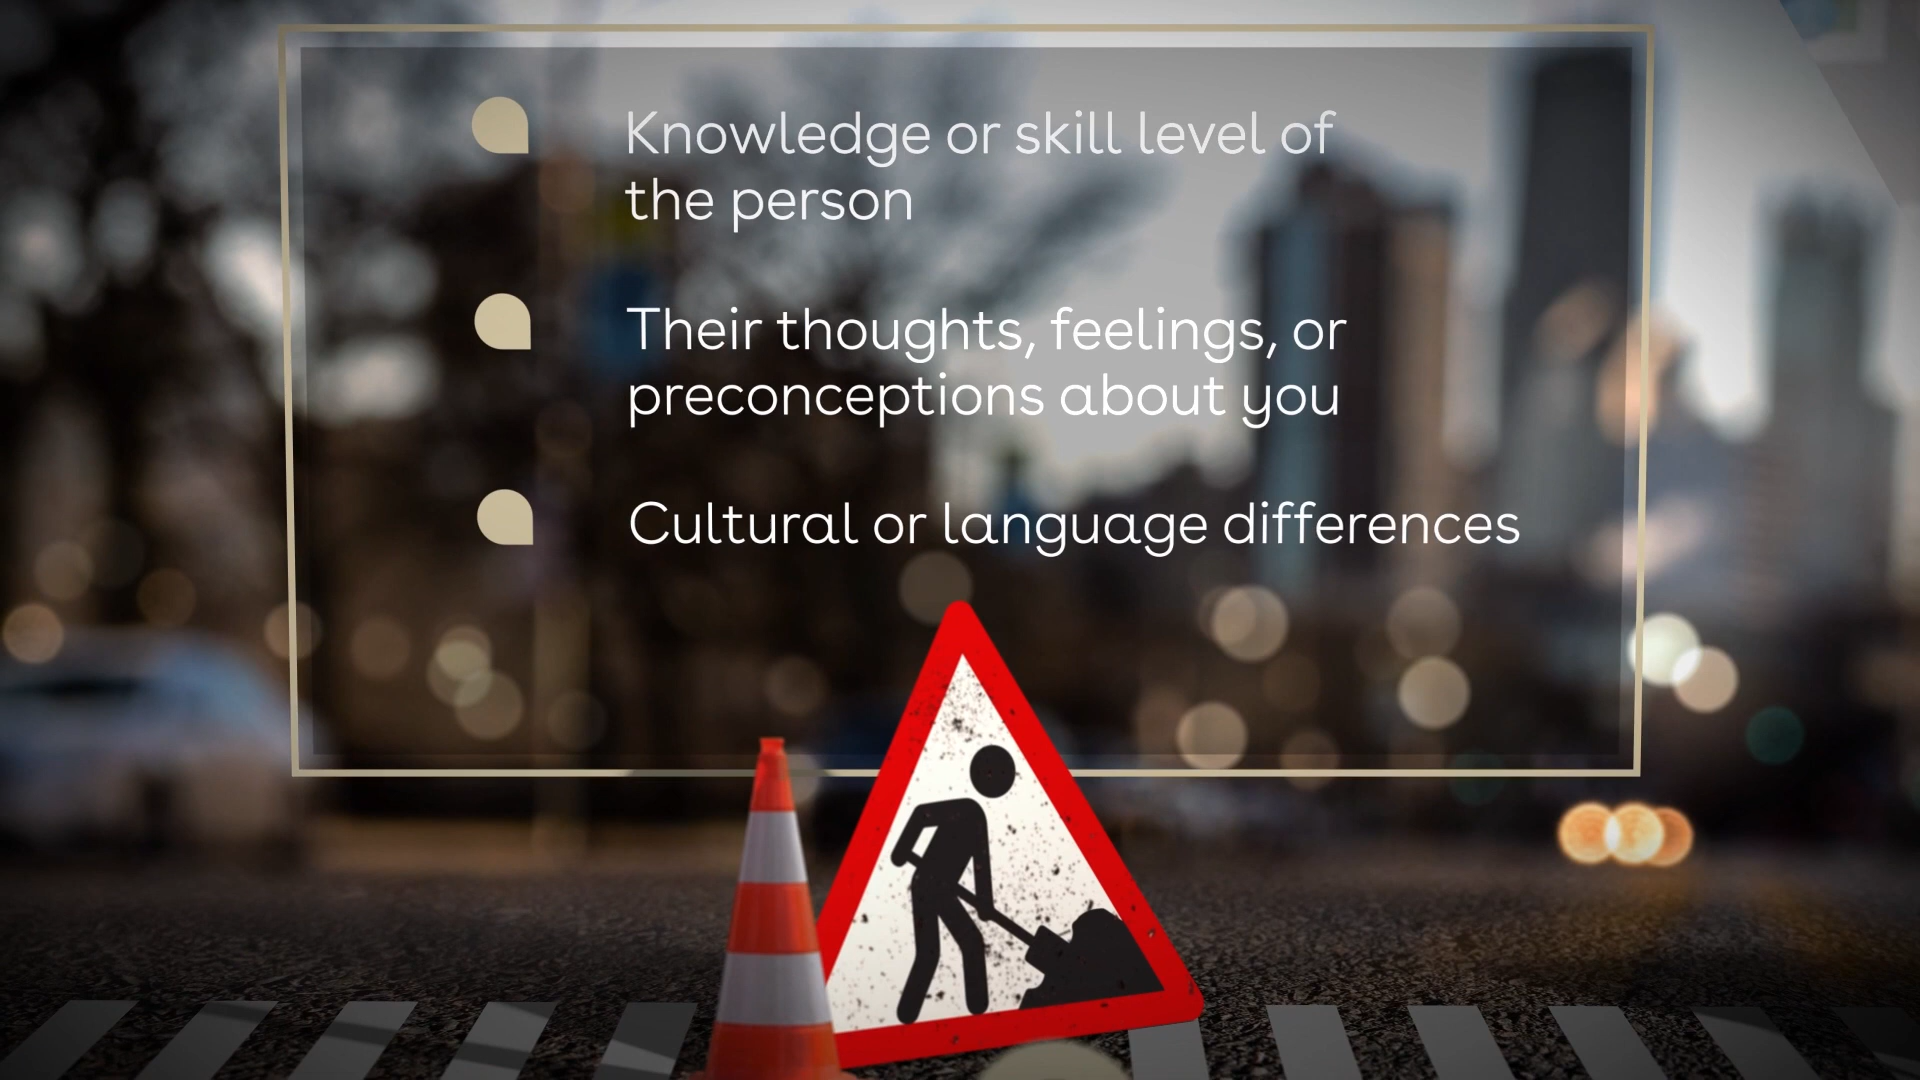 Knowledge or skill level of
the person
Their thoughts, feelings, or
preconceptions about you
Cultural or language differences